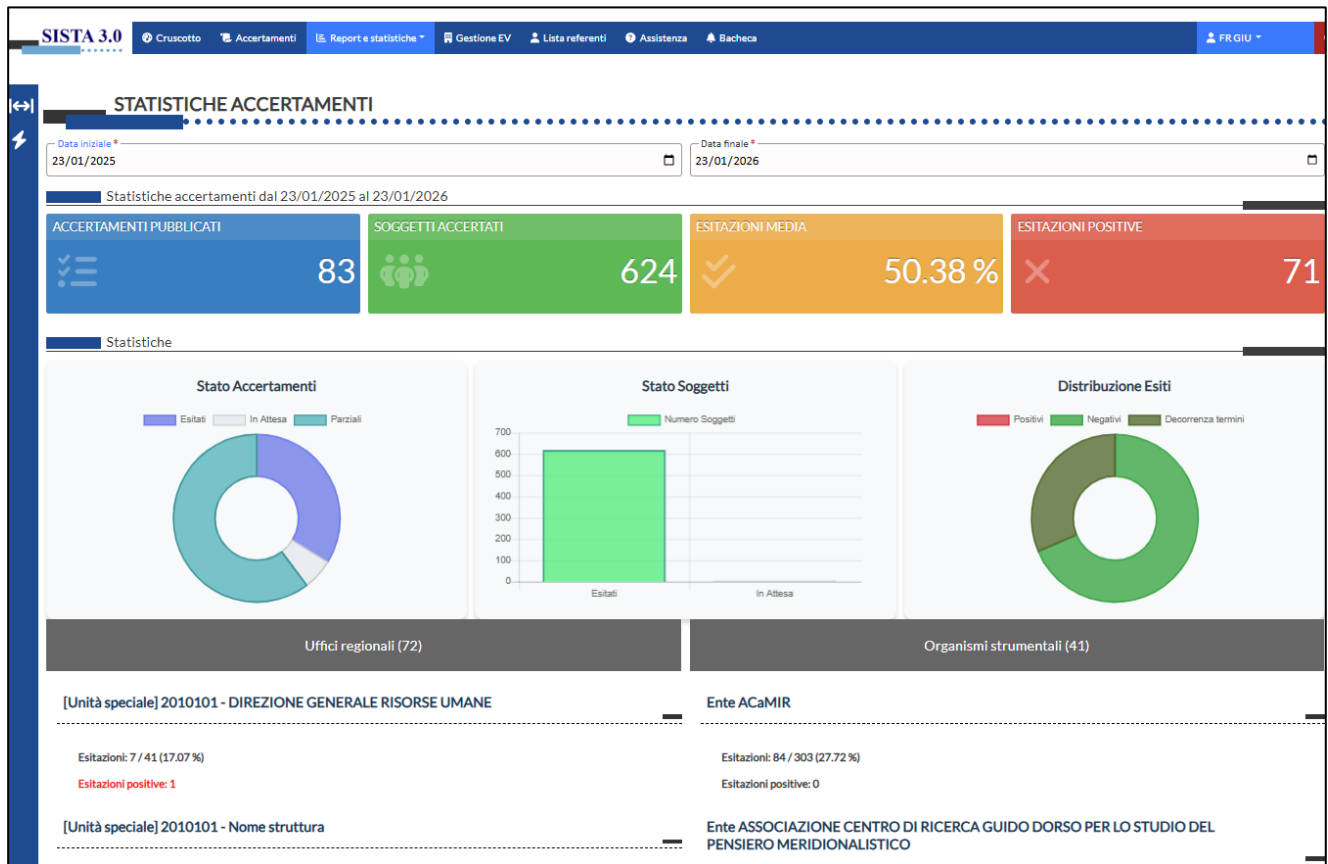 SISTA 3.0 Cruscotto Accertamenti Report e statistiche Gestione EV Lista referenti Assistenza Bacheca FR GIU
STATISTICHE ACCERTAMENTI
Data iniziale * Data finale *
23/01/2025 23/01/2026
Statistiche accertamenti dal 23/01/2025 al 23/01/2026
ACCERTAMENTI PUBBLICATI SOGGETTI ACCERTATI ESITAZIONI MEDIA ESITAZIONI POSITIVE
83 624 50.38 % 71
Statistiche
Stato Accertamenti
Esitati In Attesa Parziali
Stato Soggetti
Numero Soggetti
700
600
500
400
300
200
100
0
Esitati In Attesa
Distribuzione Esiti
Positivi Negativi Decorrenza termini
Uffici regionali (72) Organismi strumentali (41)
[Unità speciale] 2010101 - DIREZIONE GENERALE RISORSE UMANE
Esitazioni: 7 / 41 (17.07 %)
Esitazioni positive: 1
[Unità speciale] 2010101 - Nome struttura
Ente ACaMIR
Esitazioni: 84 / 303 (27.72 %)
Esitazioni positive: 0
Ente ASSOCIAZIONE CENTRO DI RICERCA GUIDO DORSO PER LO STUDIO DEL
PENSIERO MERIDIONALISTICO